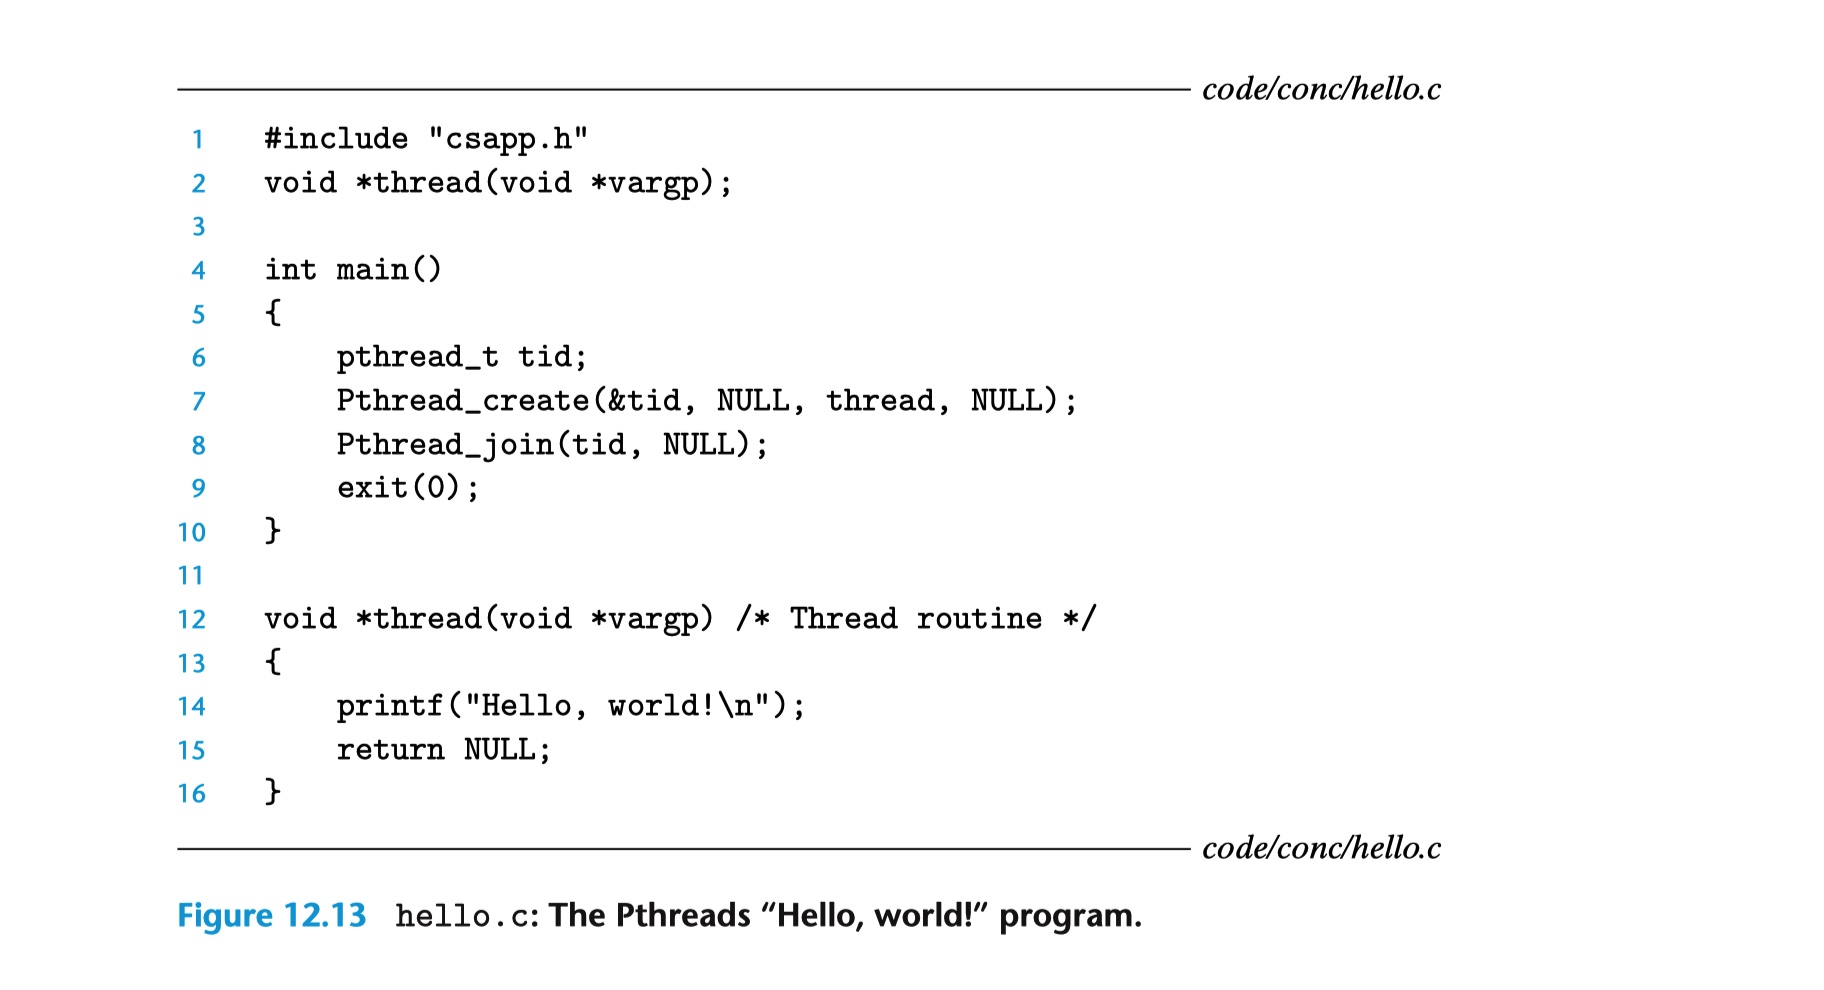 code/conc/hello.c
1 #include "csapp.h"
2 void *thread(void *vargp);
3
4 int main()
5 {
6     pthread_t tid;
7     Pthread_create(&tid, NULL, thread, NULL);
8     Pthread_join(tid, NULL);
9     exit(0);
10 }
11
12 void *thread(void *vargp) /* Thread routine */
13 {
14     printf("Hello, world!\n");
15     return NULL;
16 }
code/conc/hello.c
Figure 12.13 hello.c: The Pthreads “Hello, world!” program.